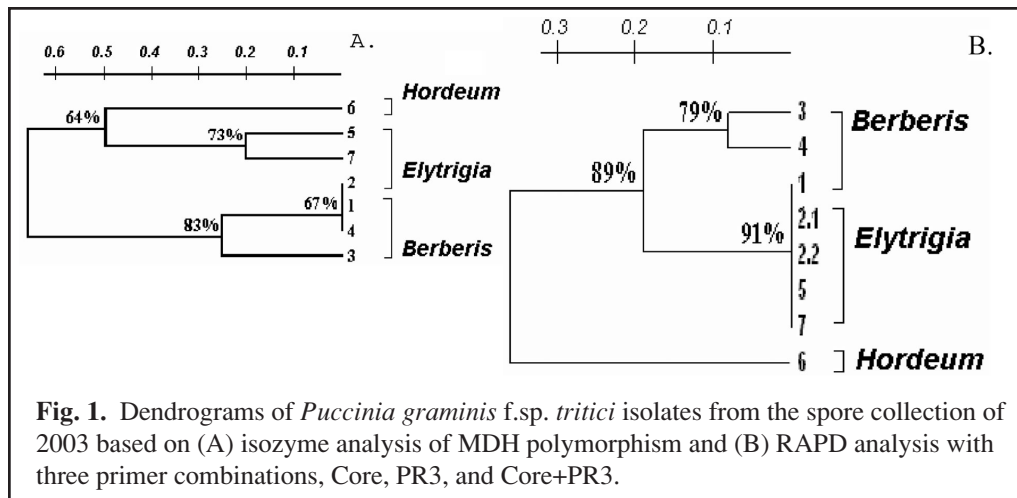 A.
0.6 0.5 0.4 0.3 0.2 0.1
64%
73%
67%
83%
6
5
7
2
1
4
3
Hordeum
Elytrigia
Berberis
B.
0.3 0.2 0.1
79%
89%
91%
3
4
1
2.1
2.2
5
7
6
Berberis
Elytrigia
Hordeum
Fig. 1. Dendrograms of Puccinia graminis f.sp. tritici isolates from the spore collection of
2003 based on (A) isozyme analysis of MDH polymorphism and (B) RAPD analysis with
three primer combinations, Core, PR3, and Core+PR3.